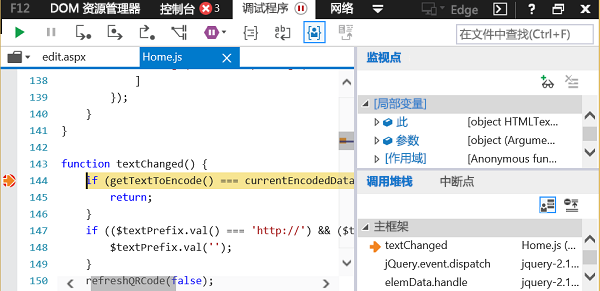 F12 DOM 资源管理器 控制台 3 调试程序 网络 Edge
在文件中查找(Ctrl+F)
edit.aspx Home.js
138 ]
139 });
140 }
141 }
142
143 function textChanged() {
144 if (getTextToEncode() === currentEncodedData
145 return;
146 }
147 if (($textPrefix.val() === 'http://') && ($t
148 $textPrefix.val('');
149 }
150 refreshQRCode(false);
监视点
[局部变量]
此 [object HTMLTex...
参数 [object (Argume...
[作用域] [Anonymous fun...
调用堆栈 中断点
主框架
textChanged Home.js (...
jQuery.event.dispatch jquery-2.1...
elemData.handle jquery-2.1...